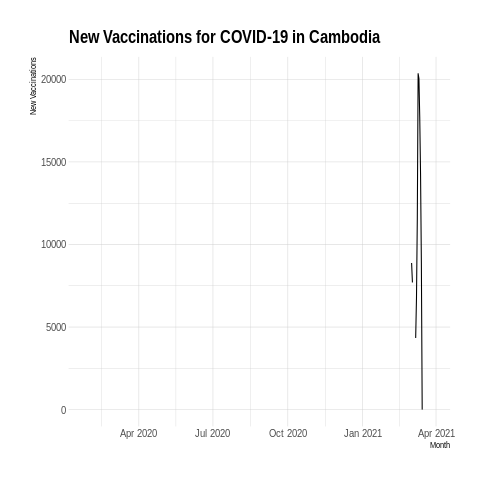 New Vaccinations for COVID-19 in Cambodia
New Vaccinations
20000
15000
10000
5000
0
Apr 2020 Jul 2020 Oct 2020 Jan 2021 Apr 2021
Month